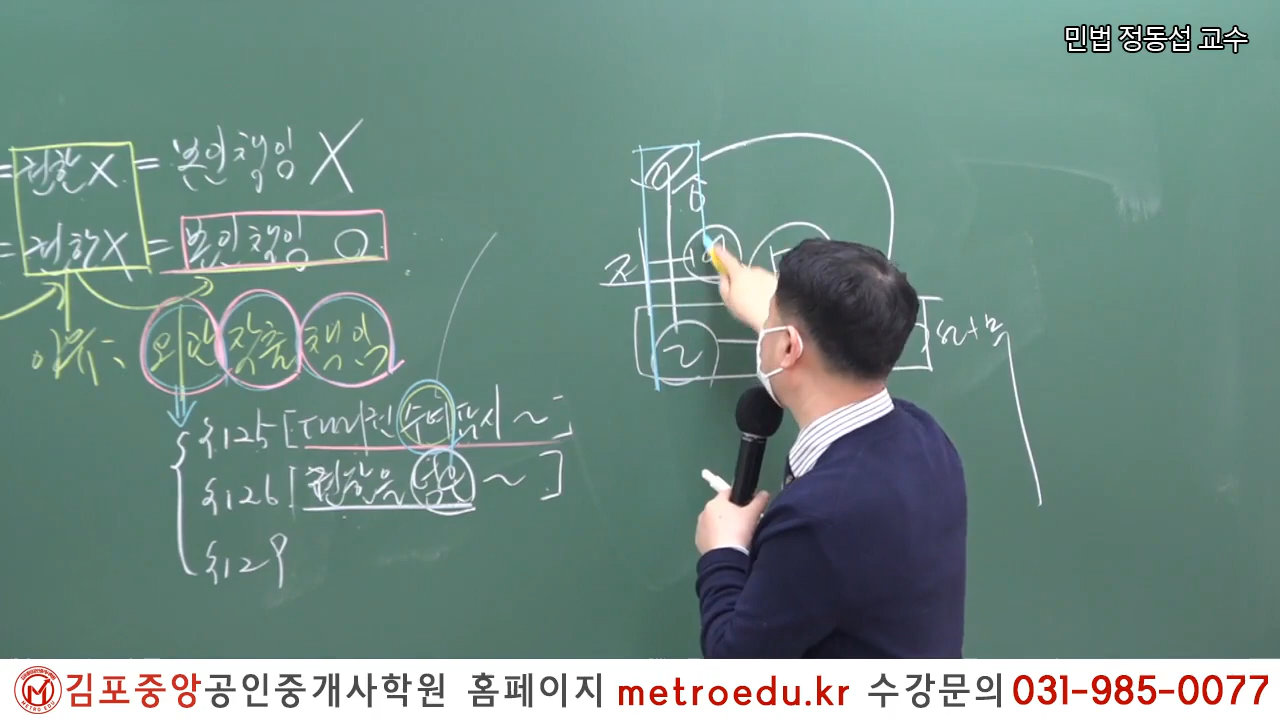 민법 정동섭 교수
= 권한 X = 본인책임 X
= 권한 X = 본인책임 O
이유: 외관 작출 책임
§125 [대리권 수여 표시 ~]
§126 [권한을 넘은 ~]
§129
METRO EDU
김포중앙공인중개사학원 홈페이지 metroedu.kr 수강문의 031-985-0077